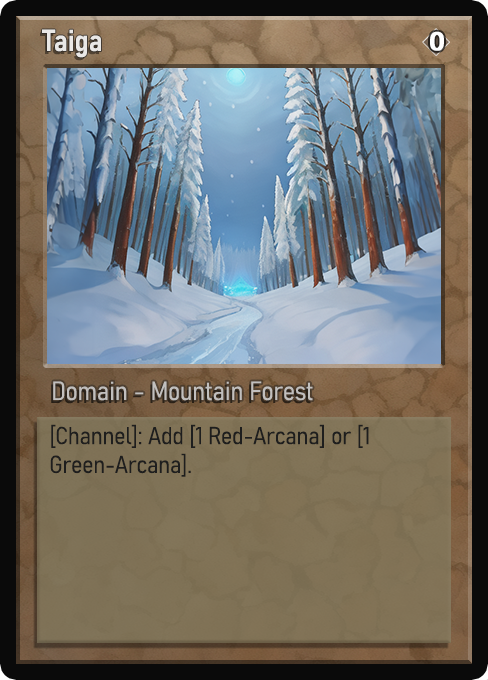 Taiga
0
Domain - Mountain Forest
[Channel]: Add [1 Red-Arcana] or [1
Green-Arcana].